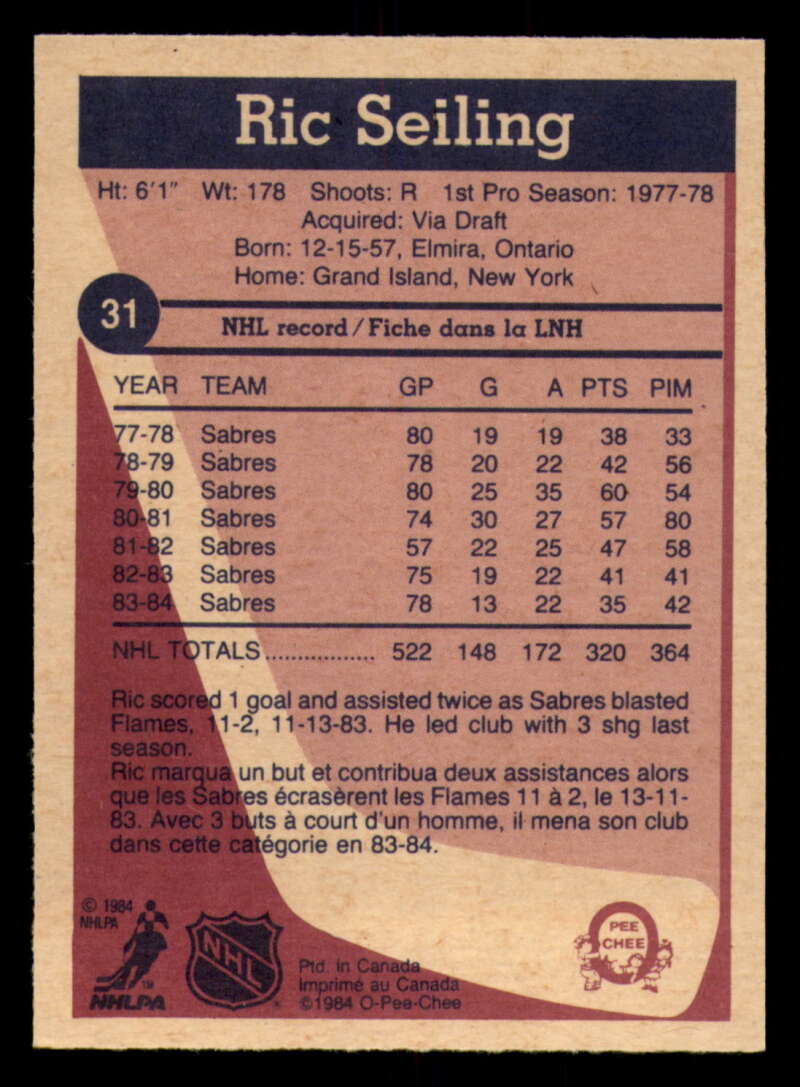 Ric Seiling
Ht: 6'1" Wt: 178 Shoots: R 1st Pro Season: 1977-78
Acquired: Via Draft
Born: 12-15-57, Elmira, Ontario
Home: Grand Island, New York
31
NHL record/Fiche dans la LNH
YEAR TEAM GP G A PTS PIM
77-78 Sabres 80 19 19 38 33
78-79 Sabres 78 20 22 42 56
79-80 Sabres 80 25 35 60 54
80-81 Sabres 74 30 27 57 80
81-82 Sabres 57 22 25 47 58
82-83 Sabres 75 19 22 41 41
83-84 Sabres 78 13 22 35 42
NHL TOTALS................. 522 148 172 320 364
Ric scored 1 goal and assisted twice as Sabres blasted
Flames, 11-2, 11-13-83. He led club with 3 shg last
season.
Ric marqua un but et contribua deux assistances alors
que les Sabres écrasèrent les Flames 11 à 2, le 13-11-
83. Avec 3 buts à court d'un homme, il mena son club
dans cette catégorie en 83-84.
© 1984
NHLPA
TM
NHLPA
NHL
Ptd. in Canada
Imprimé au Canada
©1984 O-Pee-Chee
PEE
CHEE